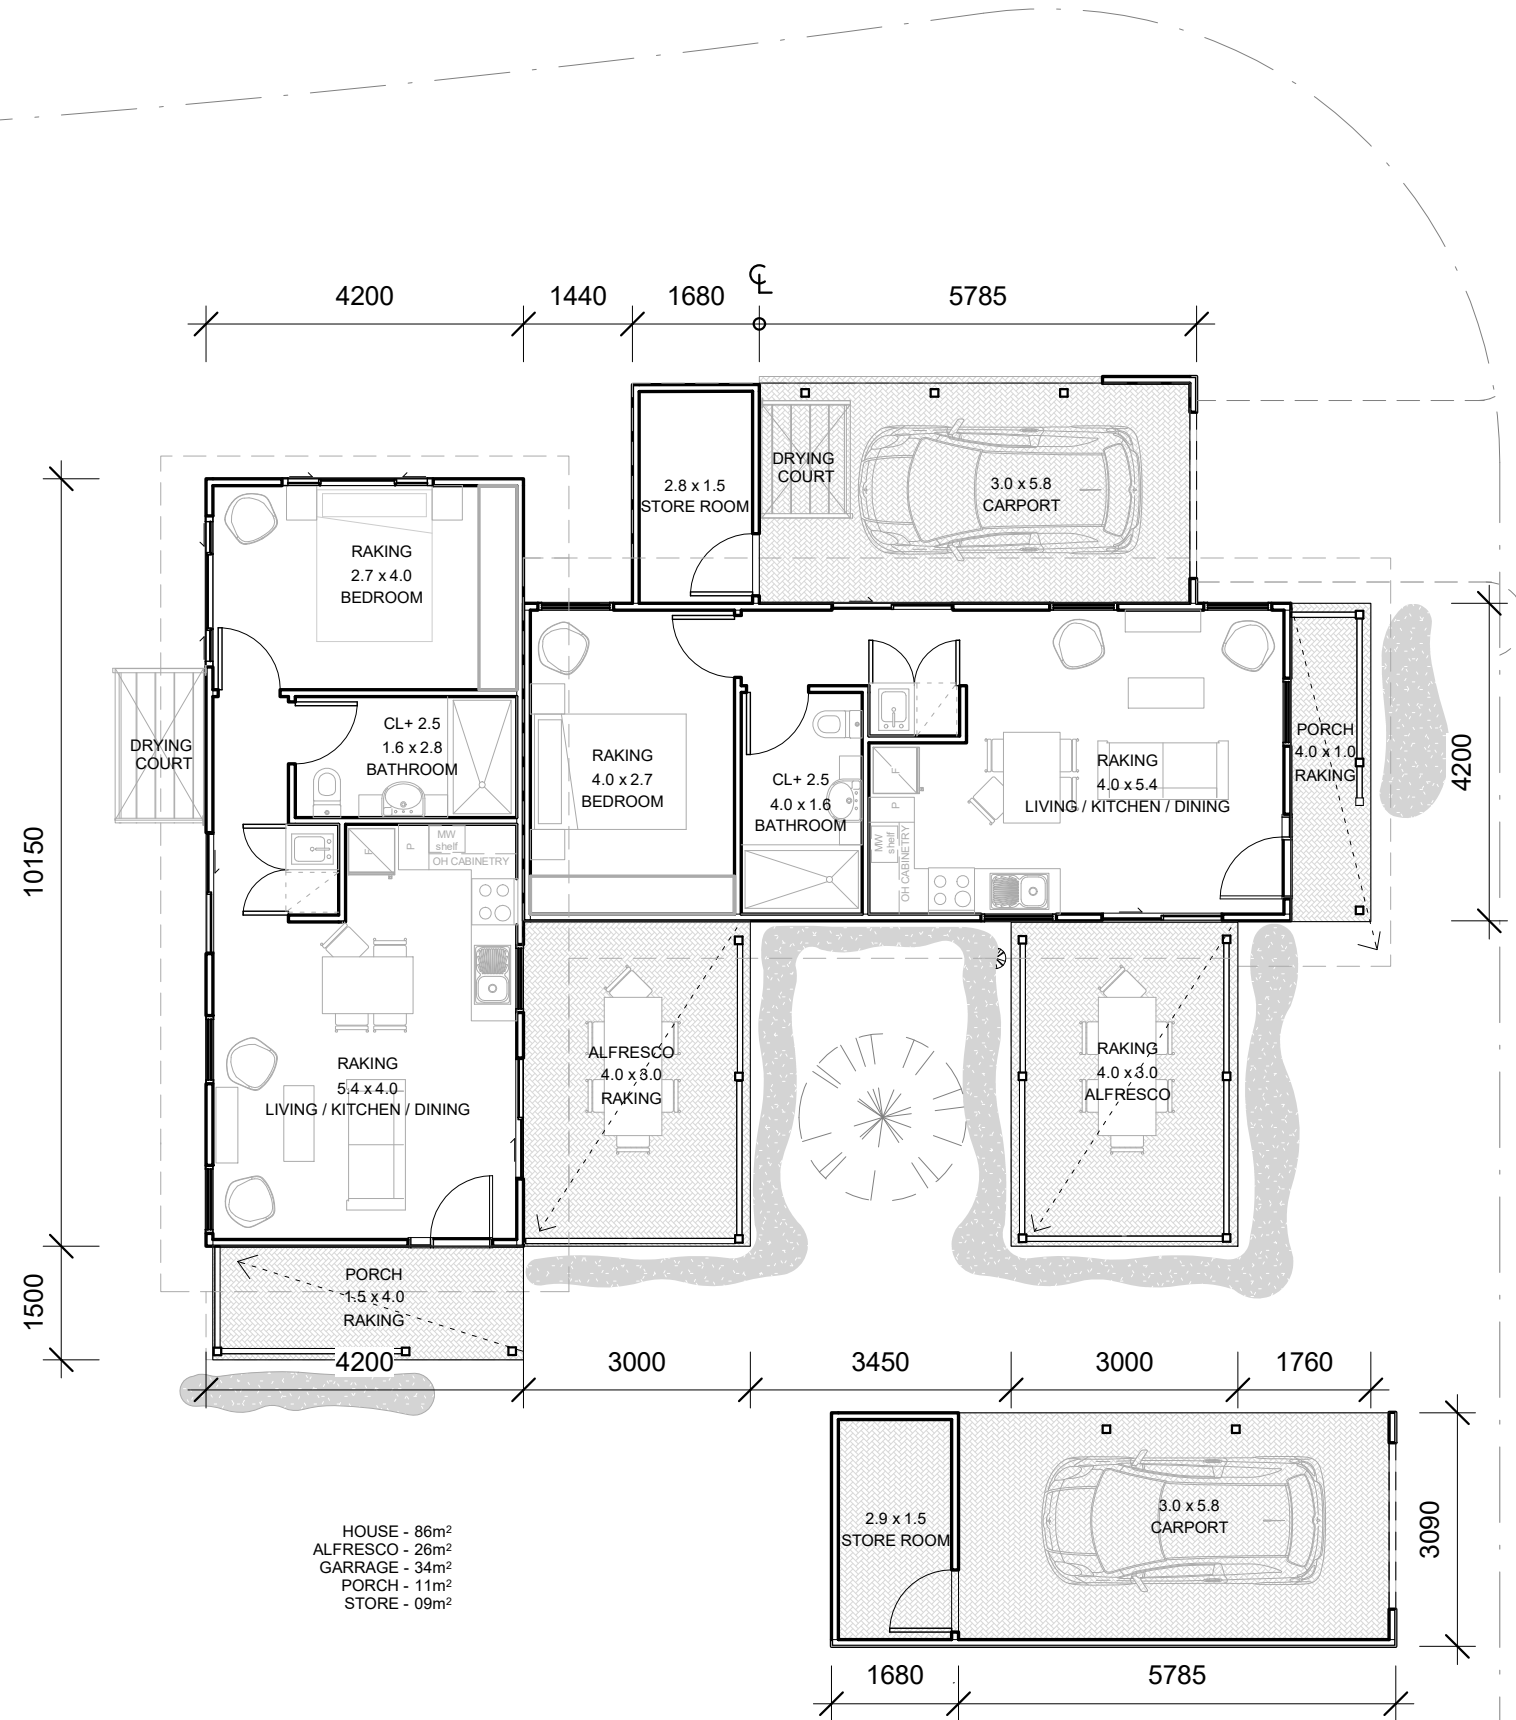 4200
1440
1680
℄
5785
2.8 x 1.5
STORE ROOM
DRYING
COURT
3.0 x 5.8
CARPORT
RAKING
2.7 x 4.0
BEDROOM
CL+ 2.5
1.6 x 2.8
BATHROOM
DRYING
COURT
F
P
MW
shelf
OH CABINETRY
RAKING
4.0 x 2.7
BEDROOM
CL+ 2.5
4.0 x 1.6
BATHROOM
F
P
MW
shelf
OH CABINETRY
RAKING
4.0 x 5.4
LIVING / KITCHEN / DINING
PORCH
4.0 x 1.0
RAKING
4200
10150
RAKING
5.4 x 4.0
LIVING / KITCHEN / DINING
ALFRESCO
4.0 x 3.0
RAKING
RAKING
4.0 x 3.0
ALFRESCO
1500
PORCH
1.5 x 4.0
RAKING
4200
3000
3450
3000
1760
2.9 x 1.5
STORE ROOM
3.0 x 5.8
CARPORT
3090
1680
5785
HOUSE - 86m²
ALFRESCO - 26m²
GARRAGE - 34m²
PORCH - 11m²
STORE - 09m²